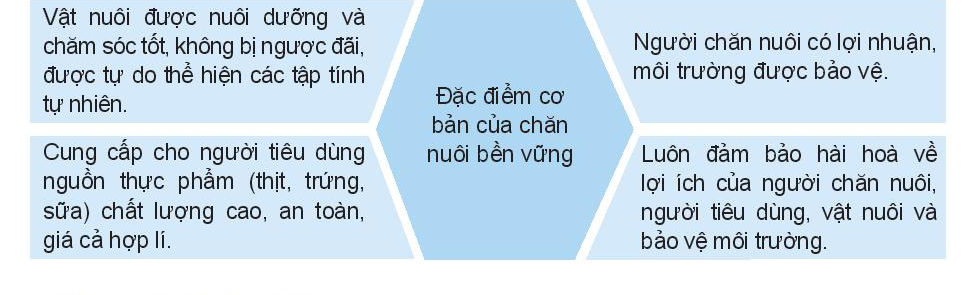 Vật nuôi được nuôi dưỡng và
chăm sóc tốt, không bị ngược đãi,
được tự do thể hiện các tập tính
tự nhiên.
Cung cấp cho người tiêu dùng
nguồn thực phẩm (thịt, trứng,
sữa) chất lượng cao, an toàn,
giá cả hợp lí.
Đặc điểm cơ
bản của chăn
nuôi bền vững
Người chăn nuôi có lợi nhuận,
môi trường được bảo vệ.
Luôn đảm bảo hài hoà về
lợi ích của người chăn nuôi,
người tiêu dùng, vật nuôi và
bảo vệ môi trường.